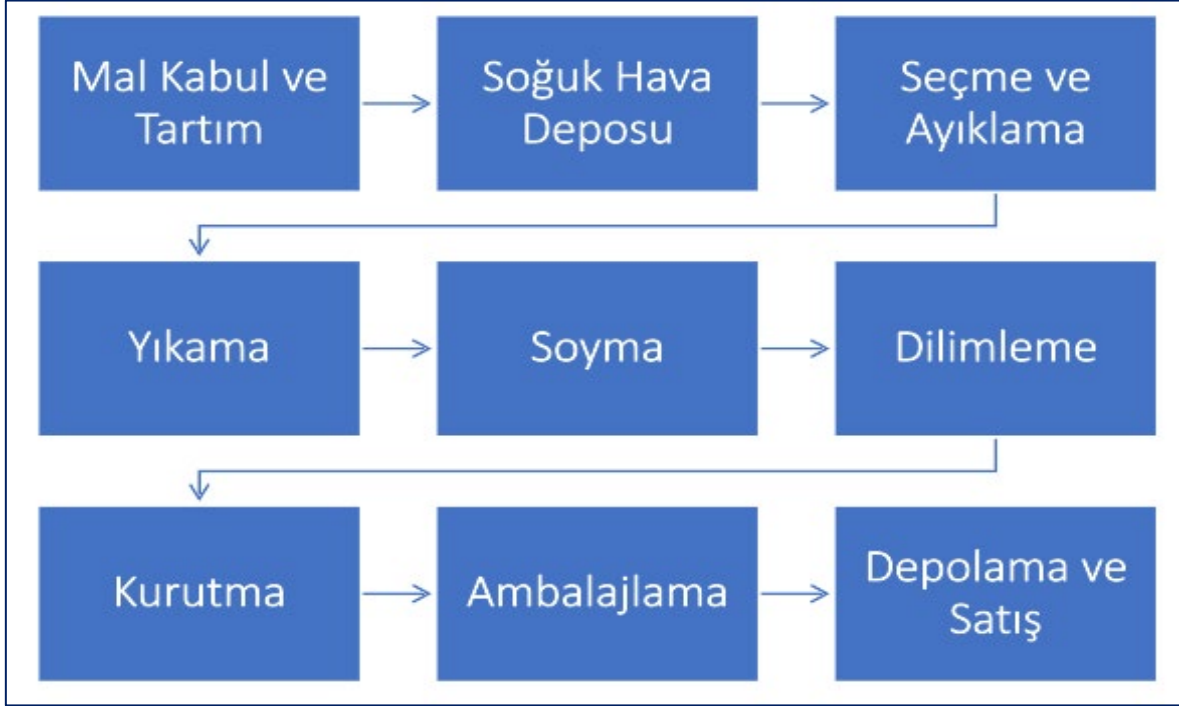 Mal Kabul ve
Tartım
Soğuk Hava
Deposu
Seçme ve
Ayıklama
Yıkama
Soyma
Dilimleme
Kurutma
Ambalajlama
Depolama ve
Satış